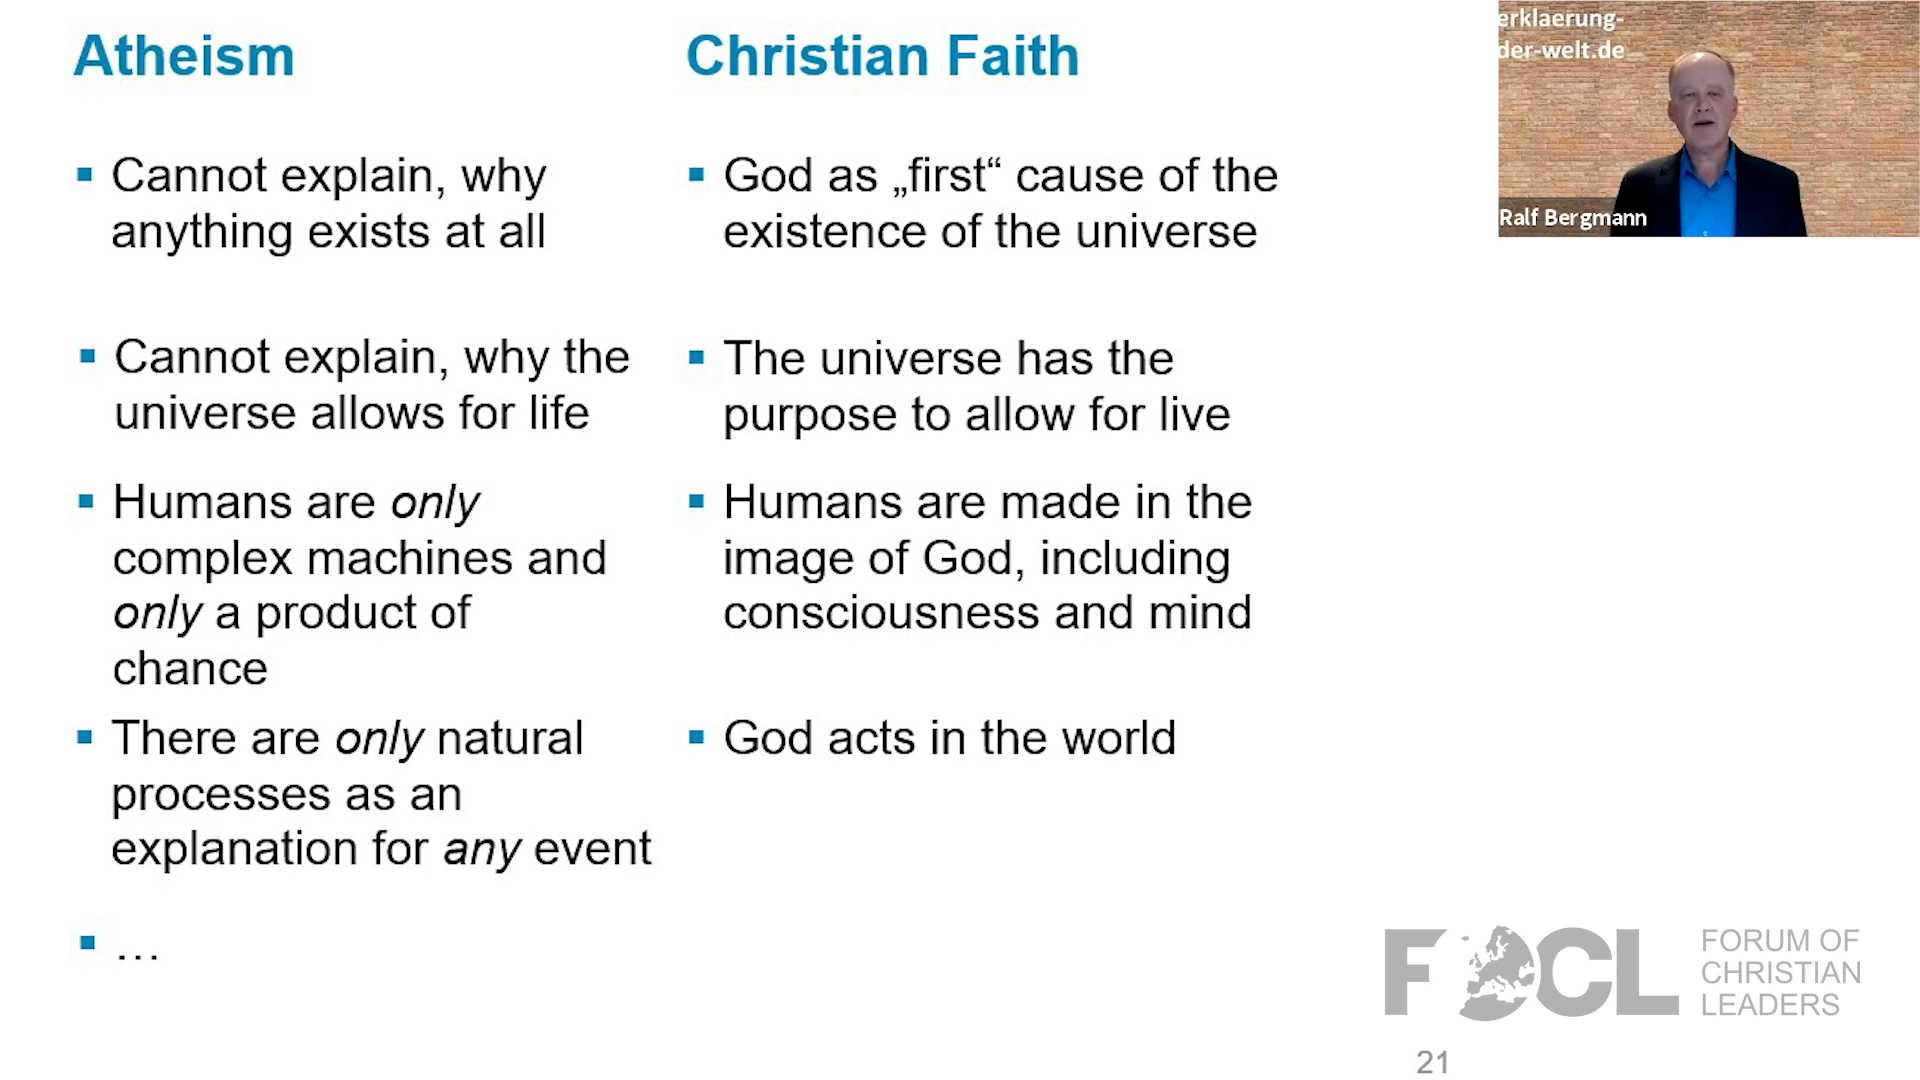 Atheism
Cannot explain, why
anything exists at all
Cannot explain, why the
universe allows for life
Humans are only
complex machines and
only a product of
chance
There are only natural
processes as an
explanation for any event
...
Christian Faith
God as „first“ cause of the
existence of the universe
The universe has the
purpose to allow for live
Humans are made in the
image of God, including
consciousness and mind
God acts in the world
erklaerung-
der-welt.de
Ralf Bergmann
FOCL
FORUM OF
CHRISTIAN
LEADERS
21